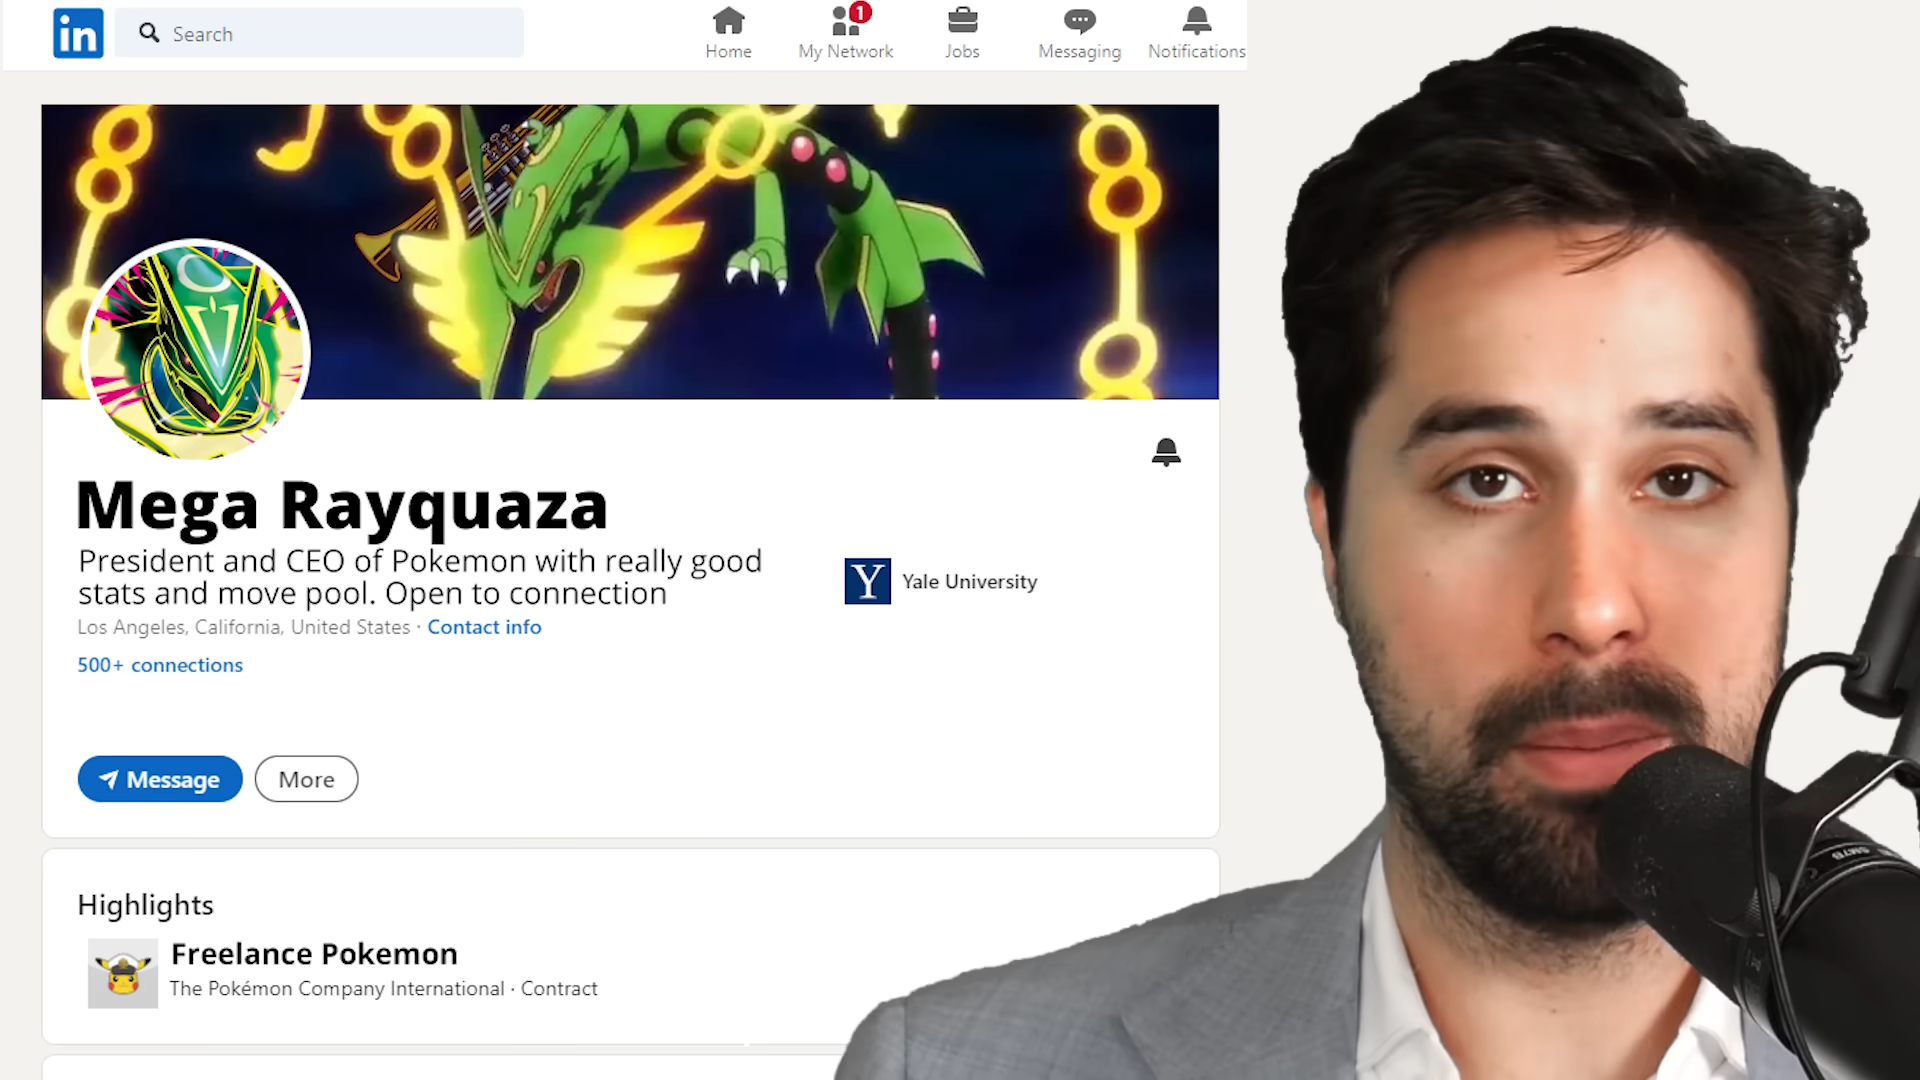 in
Search
Home
My Network
1
Jobs
Messaging
Notifications
Mega Rayquaza
President and CEO of Pokemon with really good
stats and move pool. Open to connection
Los Angeles, California, United States · Contact info
500+ connections
Y Yale University
Message
More
Highlights
Freelance Pokemon
The Pokémon Company International · Contract
SM7B